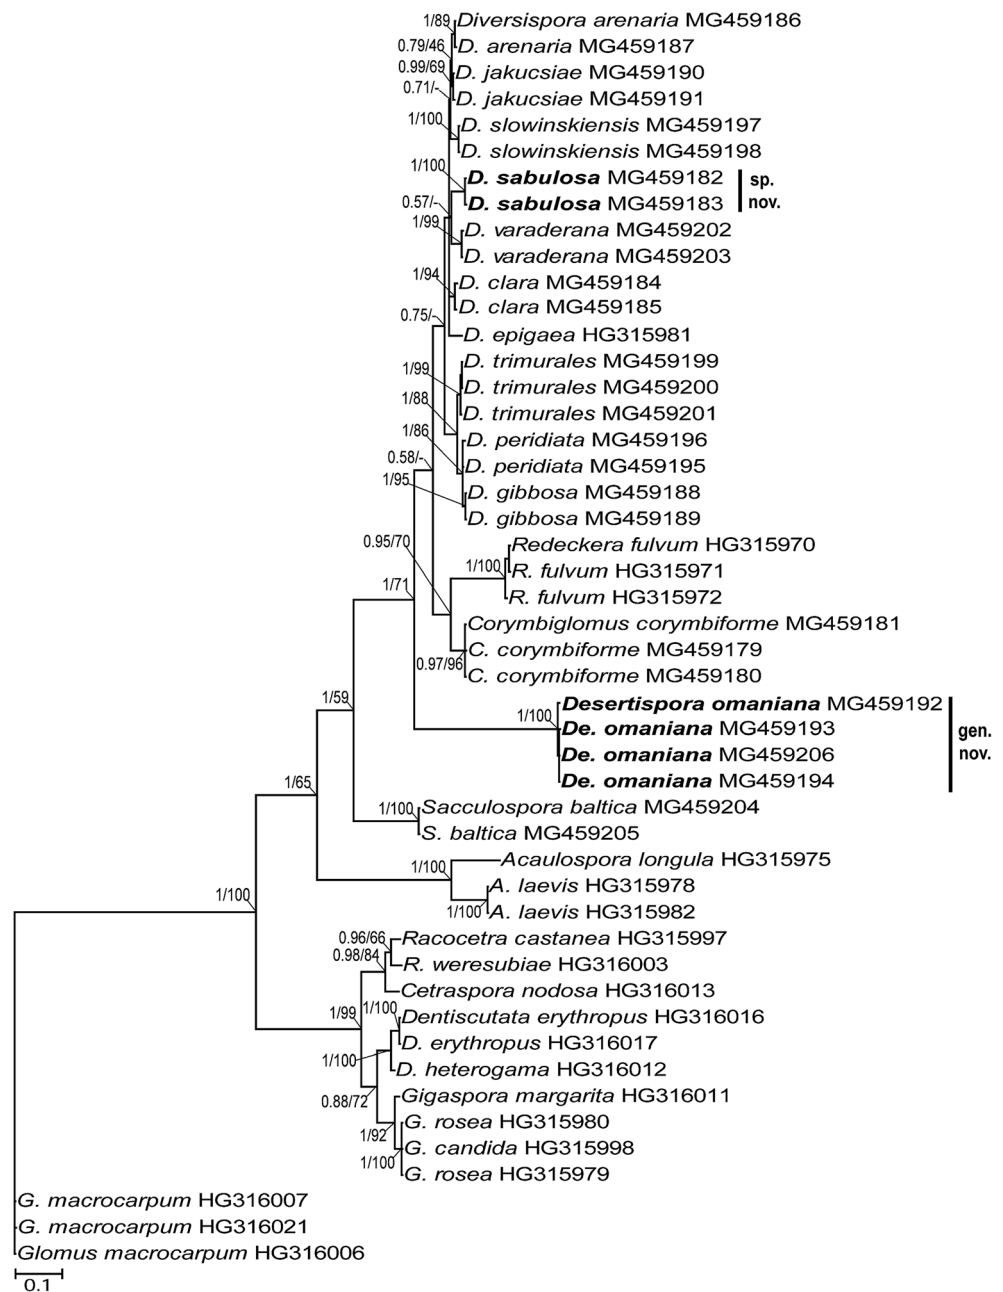 1/89
Diversispora arenaria MG459186
0.79/46
D. arenaria MG459187
0.99/69
D. jakucsiae MG459190
0.71/-
D. jakucsiae MG459191
1/100
D. slowinskiensis MG459197
D. slowinskiensis MG459198
1/100
D. sabulosa MG459182
sp.
0.57/-
D. sabulosa MG459183
nov.
1/99
D. varaderana MG459202
D. varaderana MG459203
1/94
D. clara MG459184
D. clara MG459185
0.75/-
D. epigaea HG315981
D. trimurales MG459199
1/99
D. trimurales MG459200
1/88
D. trimurales MG459201
1/86
D. peridiata MG459196
0.58/-
D. peridiata MG459195
1/95
D. gibbosa MG459188
D. gibbosa MG459189
0.95/70
Redeckera fulvum HG315970
1/100
R. fulvum HG315971
1/71
R. fulvum HG315972
Corymbiglomus corymbiforme MG459181
C. corymbiforme MG459179
0.97/96
C. corymbiforme MG459180
1/59
Desertispora omaniana MG459192
1/100
De. omaniana MG459193
gen.
De. omaniana MG459206
nov.
1/65
De. omaniana MG459194
1/100
Sacculospora baltica MG459204
S. baltica MG459205
Acaulospora longula HG315975
1/100
A. laevis HG315978
1/100
1/100
A. laevis HG315982
0.96/66
Racocetra castanea HG315997
0.98/84
R. weresubiae HG316003
Cetraspora nodosa HG316013
1/99
1/100
Dentiscutata erythropus HG316016
D. erythropus HG316017
1/100
D. heterogama HG316012
0.88/72
Gigaspora margarita HG316011
G. rosea HG315980
1/92
G. candida HG315998
1/100
G. rosea HG315979
G. macrocarpum HG316007
G. macrocarpum HG316021
Glomus macrocarpum HG316006
0.1